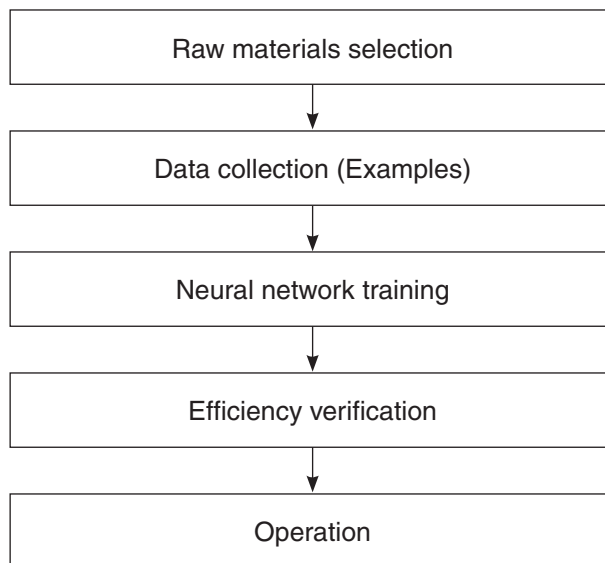 Raw materials selection
Data collection (Examples)
Neural network training
Efficiency verification
Operation